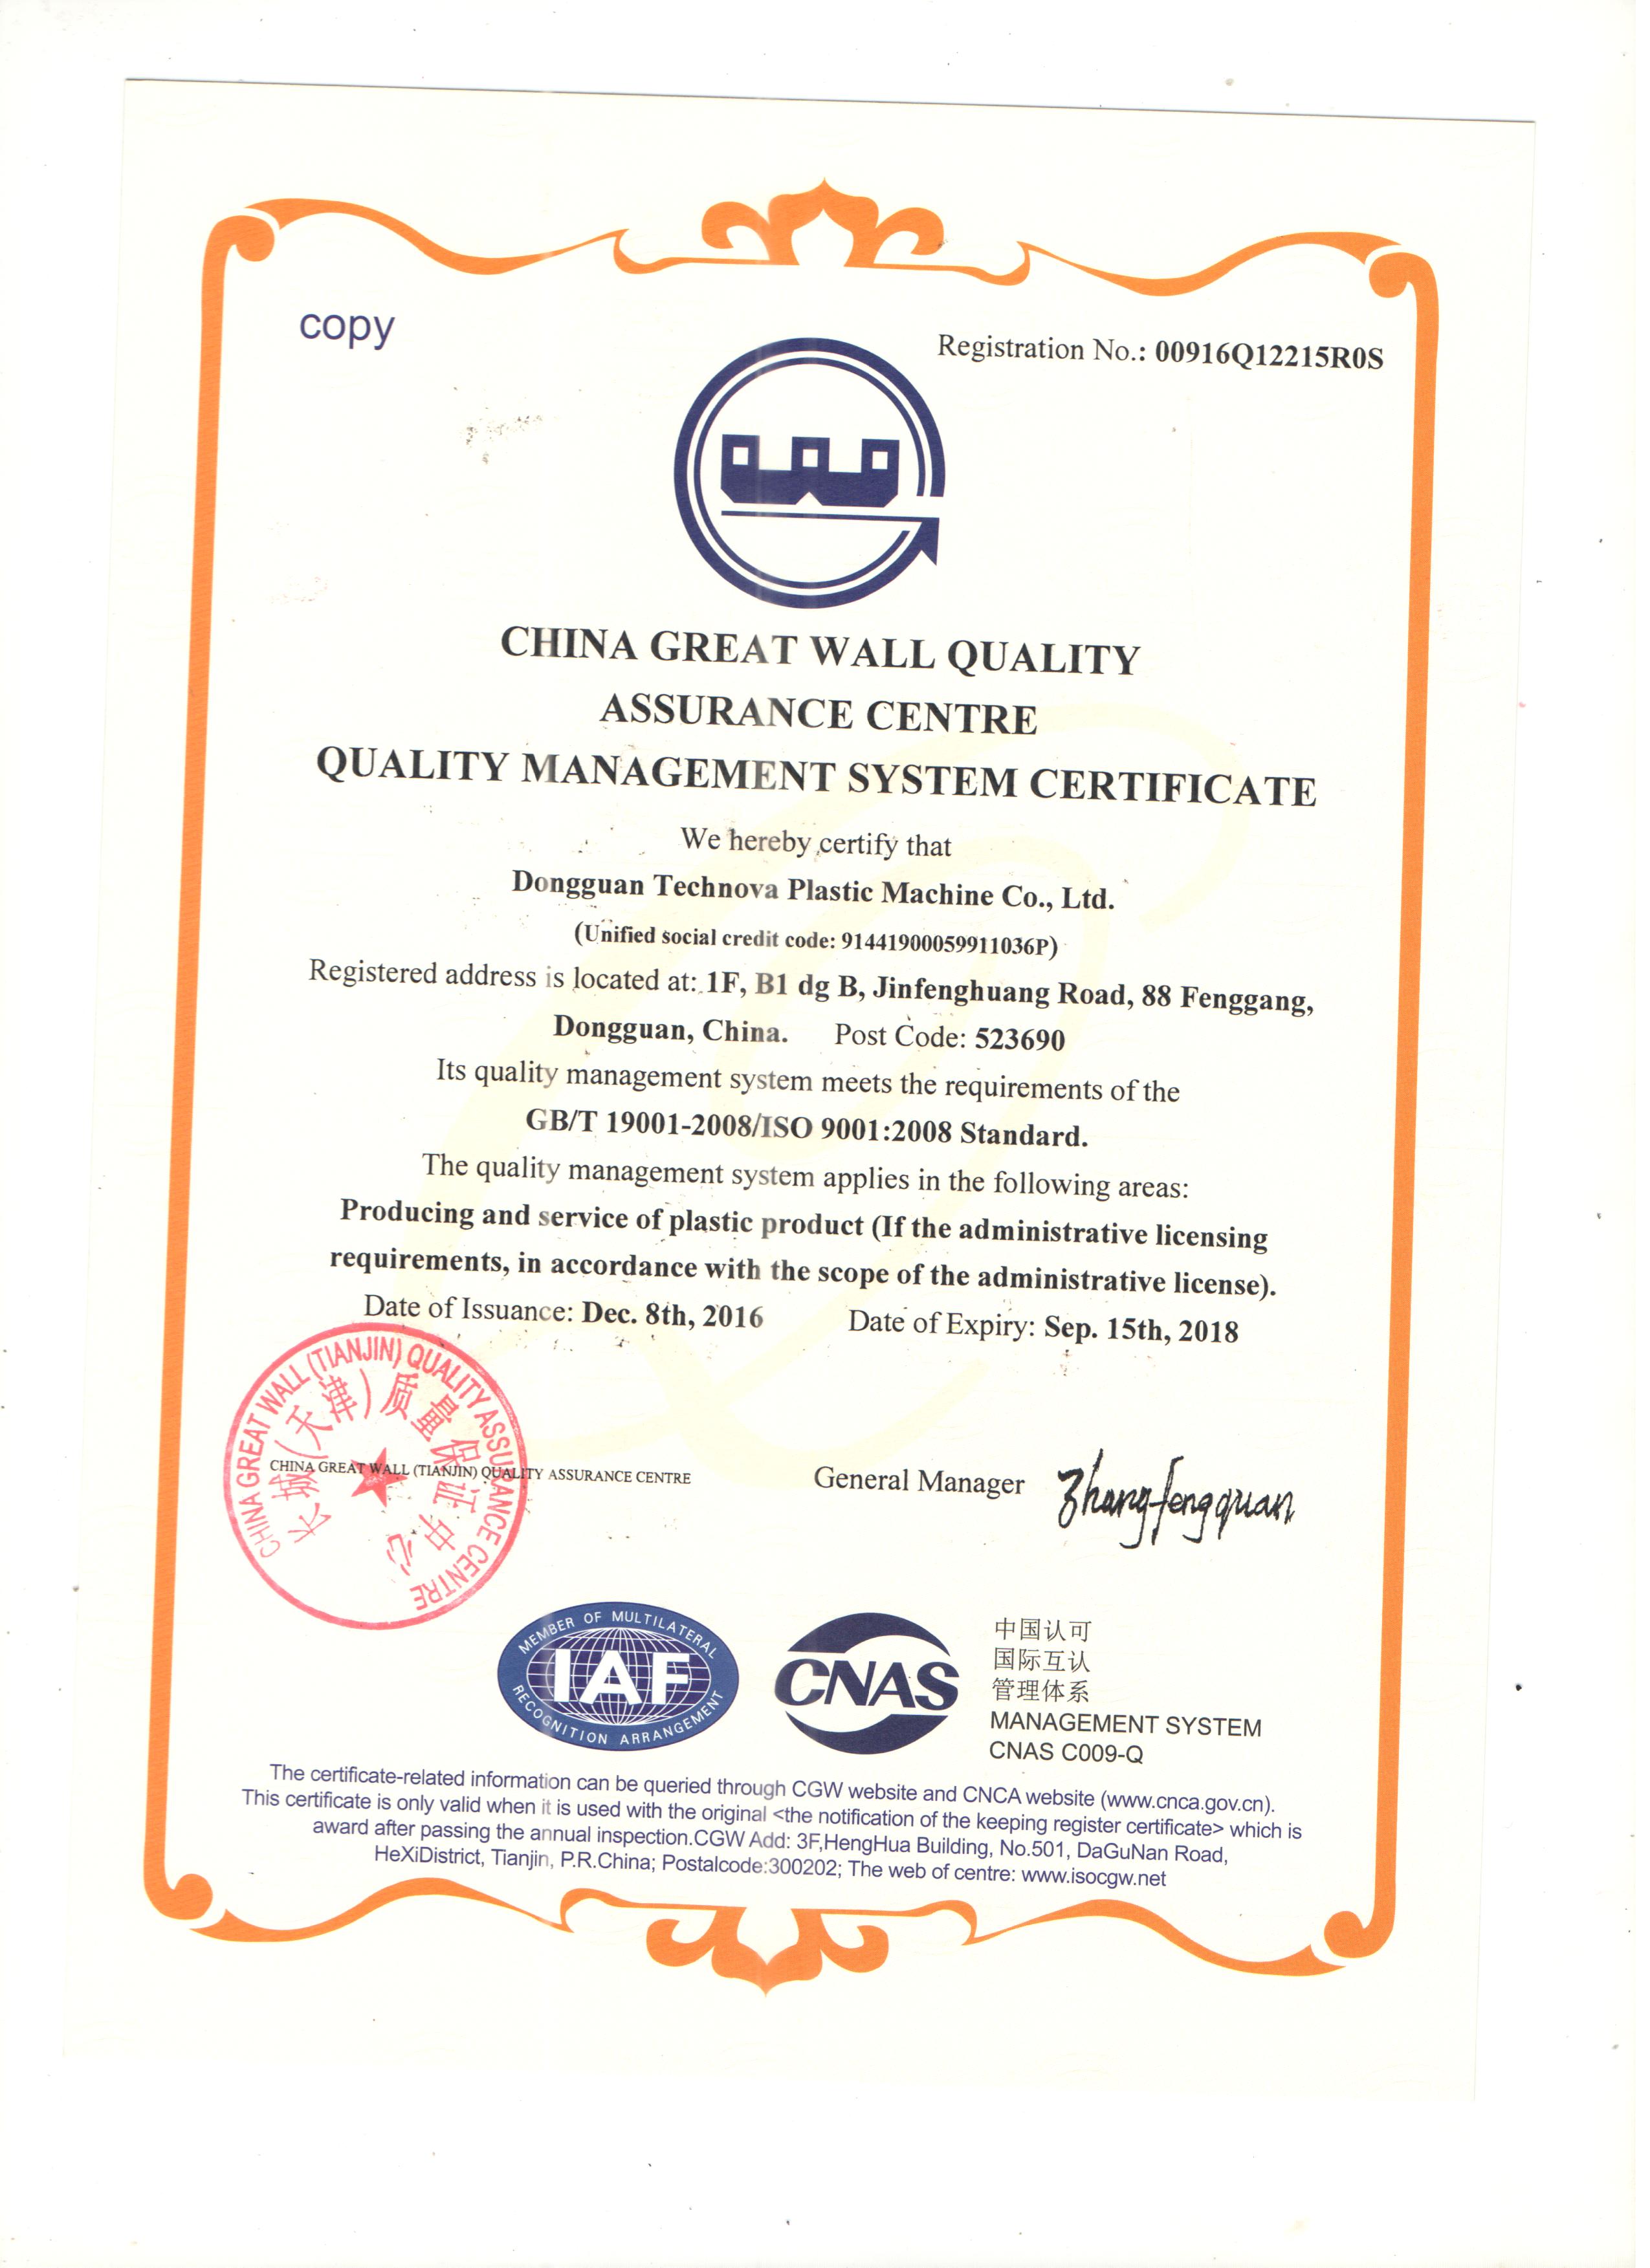 copy
Registration No.: 00916Q12215R0S
CHINA GREAT WALL QUALITY
ASSURANCE CENTRE
QUALITY MANAGEMENT SYSTEM CERTIFICATE
We hereby certify that
Dongguan Technova Plastic Machine Co., Ltd.
(Unified social credit code: 91441900059911036P)
Registered address is located at: 1F, B1 dg B, Jinfenghuang Road, 88 Fenggang,
Dongguan, China. Post Code: 523690
Its quality management system meets the requirements of the
GB/T 19001-2008/ISO 9001:2008 Standard.
The quality management system applies in the following areas:
Producing and service of plastic product (If the administrative licensing
requirements, in accordance with the scope of the administrative license).
Date of Issuance: Dec. 8th, 2016 Date of Expiry: Sep. 15th, 2018
CHINA GREAT WALL (TIANJIN) QUALITY ASSURANCE CENTRE
长城(天津)质量保证中心
CHINA GREAT WALL (TIANJIN) QUALITY ASSURANCE CENTRE
General Manager Zhangfengquan
MEMBER OF MULTILATERAL
IAF
RECOGNITION ARRANGEMENT
CNAS
中国认可
国际互认
管理体系
MANAGEMENT SYSTEM
CNAS C009-Q
The certificate-related information can be queried through CGW website and CNCA website (www.cnca.gov.cn).
This certificate is only valid when it is used with the original <the notification of the keeping register certificate> which is
award after passing the annual inspection.CGW Add: 3F,HengHua Building, No.501, DaGuNan Road,
HeXiDistrict, Tianjin, P.R.China; Postalcode:300202; The web of centre: www.isocgw.net